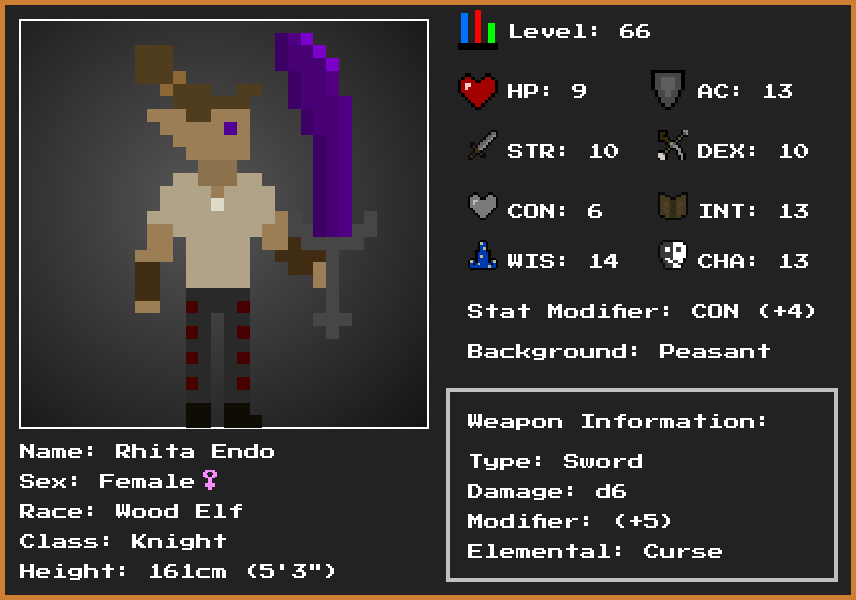 Level: 66
HP: 9
AC: 13
STR: 10
DEX: 10
CON: 6
INT: 13
WIS: 14
CHA: 13
Stat Modifier: CON (+4)
Background: Peasant
Weapon Information:
Type: Sword
Damage: d6
Modifier: (+5)
Elemental: Curse
Name: Rhita Endo
Sex: Female♀
Race: Wood Elf
Class: Knight
Height: 161cm (5'3")